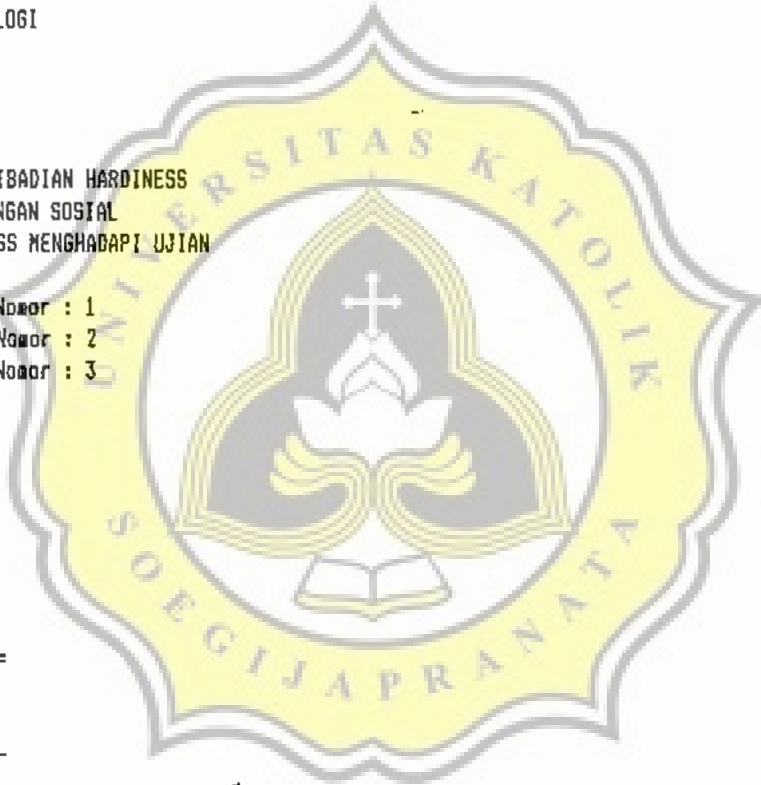 LOGI
IBADIAN HARDINESS
NGAN SOSIAL
SS MENGHADAPI UJIAN
Nomor : 1
Nomor : 2
Nomor : 3
UNIVERSITAS KATOLIK
SOEGIJAPRANATA